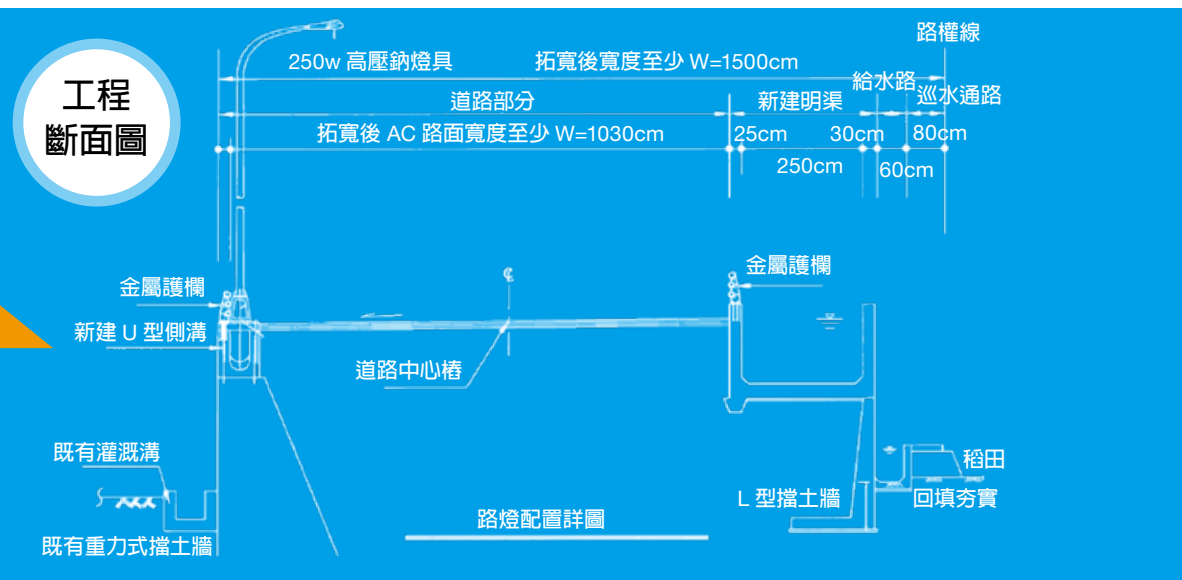 工程
斷面圖
路權線
250w 高壓鈉燈具
拓寬後寬度至少 W=1500cm
給水路
巡水通路
道路部分
新建明渠
拓寬後 AC 路面寬度至少 W=1030cm
25cm
30cm
80cm
250cm
60cm
金屬護欄
金屬護欄
新建 U 型側溝
道路中心樁
既有灌溉溝
稻田
L 型擋土牆
回填夯實
路燈配置詳圖
既有重力式擋土牆